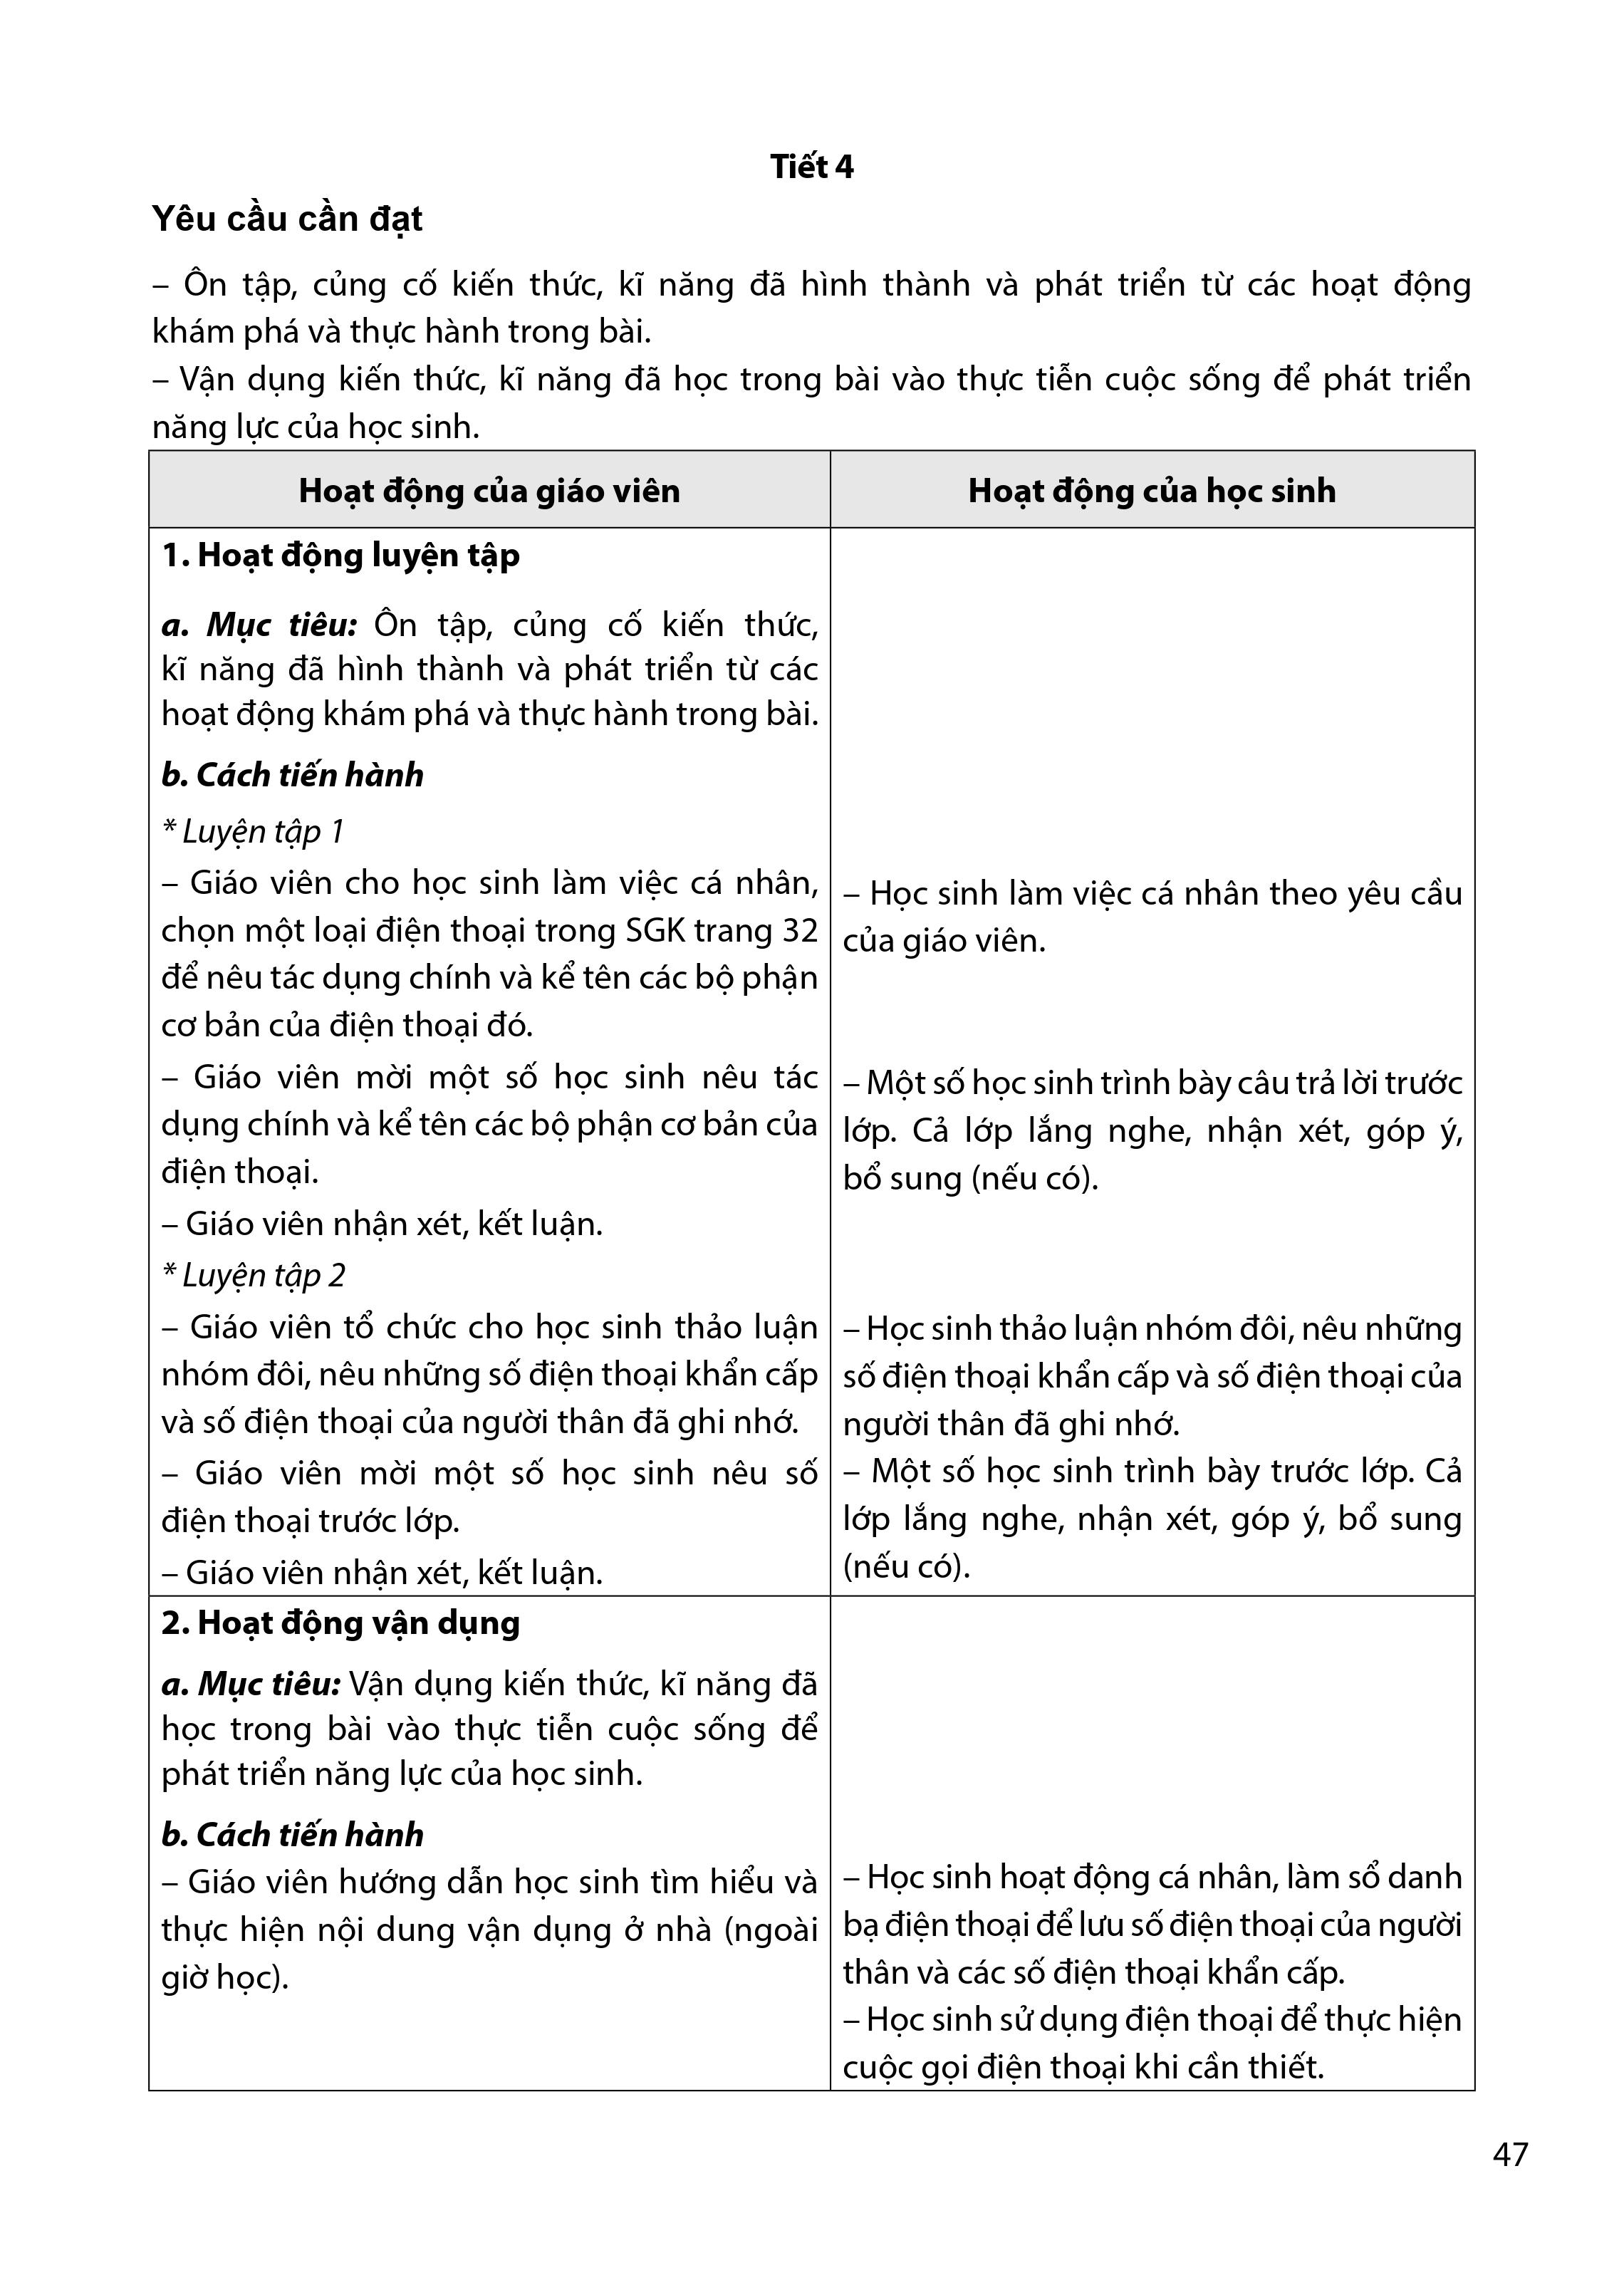 Tiết 4
Yêu cầu cần đạt
– Ôn tập, củng cố kiến thức, kĩ năng đã hình thành và phát triển từ các hoạt động
khám phá và thực hành trong bài.
– Vận dụng kiến thức, kĩ năng đã học trong bài vào thực tiễn cuộc sống để phát triển
năng lực của học sinh.
Hoạt động của giáo viên
Hoạt động của học sinh
1. Hoạt động luyện tập
a. Mục tiêu: Ôn tập, củng cố kiến thức,
kĩ năng đã hình thành và phát triển từ các
hoạt động khám phá và thực hành trong bài.
b. Cách tiến hành
* Luyện tập 1
– Giáo viên cho học sinh làm việc cá nhân,
chọn một loại điện thoại trong SGK trang 32
để nêu tác dụng chính và kể tên các bộ phận
cơ bản của điện thoại đó.
– Giáo viên mời một số học sinh nêu tác
dụng chính và kể tên các bộ phận cơ bản của
điện thoại.
– Giáo viên nhận xét, kết luận.
* Luyện tập 2
– Giáo viên tổ chức cho học sinh thảo luận
nhóm đôi, nêu những số điện thoại khẩn cấp
và số điện thoại của người thân đã ghi nhớ.
– Giáo viên mời một số học sinh nêu số
điện thoại trước lớp.
– Giáo viên nhận xét, kết luận.
– Học sinh làm việc cá nhân theo yêu cầu
của giáo viên.
– Một số học sinh trình bày câu trả lời trước
lớp. Cả lớp lắng nghe, nhận xét, góp ý,
bổ sung (nếu có).
– Học sinh thảo luận nhóm đôi, nêu những
số điện thoại khẩn cấp và số điện thoại của
người thân đã ghi nhớ.
– Một số học sinh trình bày trước lớp. Cả
lớp lắng nghe, nhận xét, góp ý, bổ sung
(nếu có).
2. Hoạt động vận dụng
a. Mục tiêu: Vận dụng kiến thức, kĩ năng đã
học trong bài vào thực tiễn cuộc sống để
phát triển năng lực của học sinh.
b. Cách tiến hành
– Giáo viên hướng dẫn học sinh tìm hiểu và
thực hiện nội dung vận dụng ở nhà (ngoài
giờ học).
– Học sinh hoạt động cá nhân, làm sổ danh
bạ điện thoại để lưu số điện thoại của người
thân và các số điện thoại khẩn cấp.
– Học sinh sử dụng điện thoại để thực hiện
cuộc gọi điện thoại khi cần thiết.
47